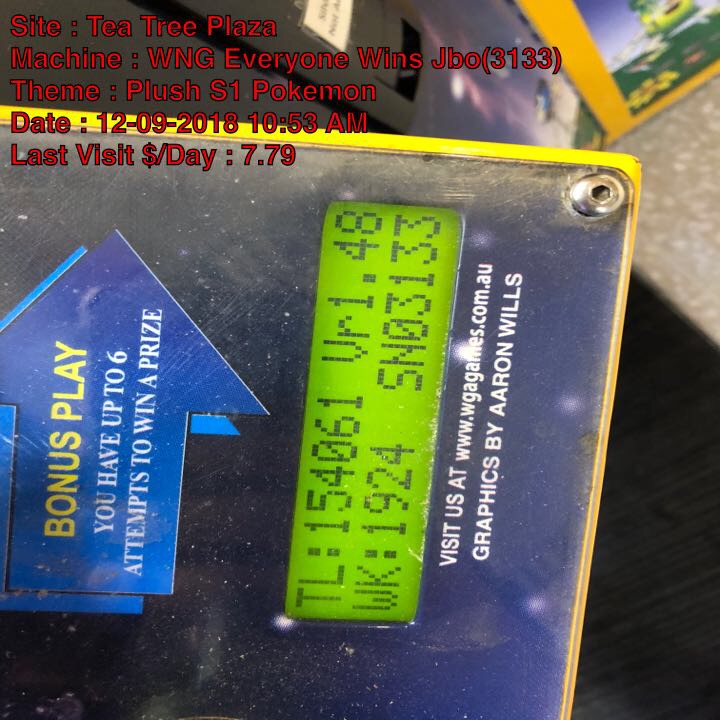 Site : Tea Tree Plaza
Machine : WNG Everyone Wins Jbo(3133)
Theme : Plush S1 Pokemon
Date : 12-09-2018 10:53 AM
Last Visit $/Day : 7.79
BONUS PLAY
YOU HAVE UP TO 6
ATTEMPTS TO WIN A PRIZE
TL:154061 Vr1.48
WK:1924 SN03133
VISIT US AT www.wgagames.com.au
GRAPHICS BY AARON WILLS